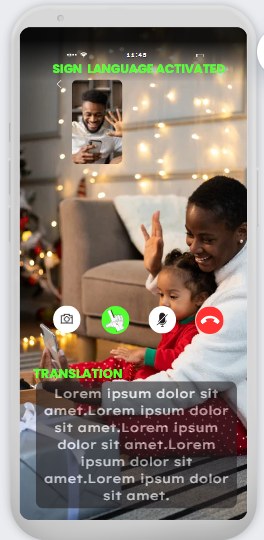 11:45
SIGN LANGUAGE ACTIVATED
TRANSLATION
Lorem ipsum dolor sit
amet.Lorem ipsum dolor
sit amet.Lorem ipsum
dolor sit amet.Lorem
ipsum dolor sit
amet.Lorem ipsum dolor
sit amet.